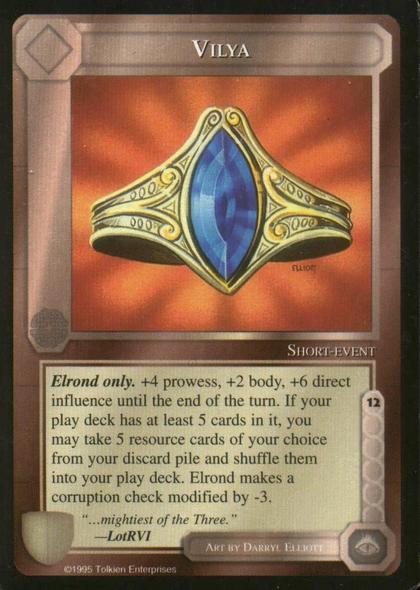 VILYA
ELLIOTT
SHORT-EVENT
Elrond only. +4 prowess, +2 body, +6 direct
influence until the end of the turn. If your
play deck has at least 5 cards in it, you
may take 5 resource cards of your choice
from your discard pile and shuffle them
into your play deck. Elrond makes a
corruption check modified by -3.
12
“...mightiest of the Three.”
—LotRVI
ART BY DARRYL ELLIOTT
©1995 Tolkien Enterprises